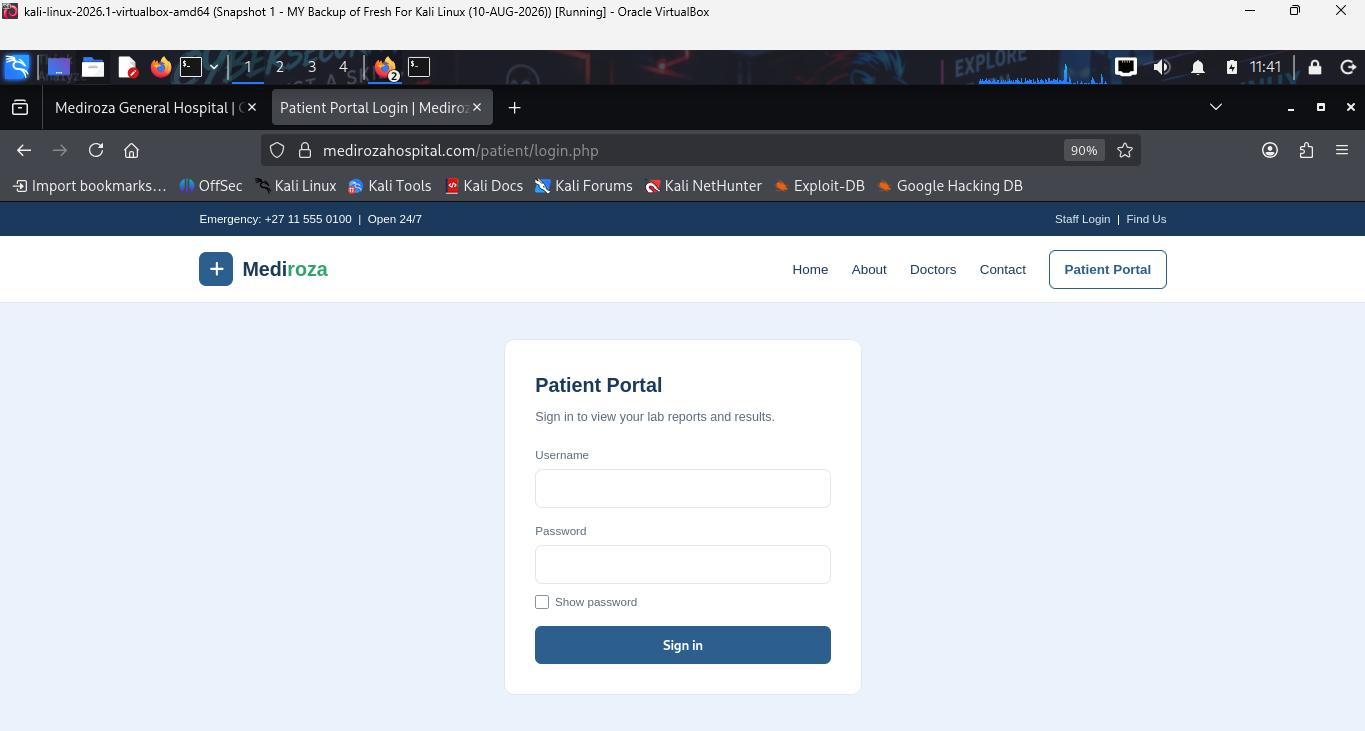 kali-linux-2026.1-virtualbox-amd64 (Snapshot 1 - MY Backup of Fresh For Kali Linux (10-AUG-2026)) [Running] - Oracle VirtualBox
1 2 3 4 2 EXPLORE 11:41
Mediroza General Hospital | Patient Portal Login | Mediroz
medirozahospital.com/patient/login.php 90%
Import bookmarks... OffSec Kali Linux Kali Tools Kali Docs Kali Forums Kali NetHunter Exploit-DB Google Hacking DB
Emergency: +27 11 555 0100 | Open 24/7 Staff Login | Find Us
Mediroza Home About Doctors Contact Patient Portal
Patient Portal
Sign in to view your lab reports and results.
Username
Password
Show password
Sign in